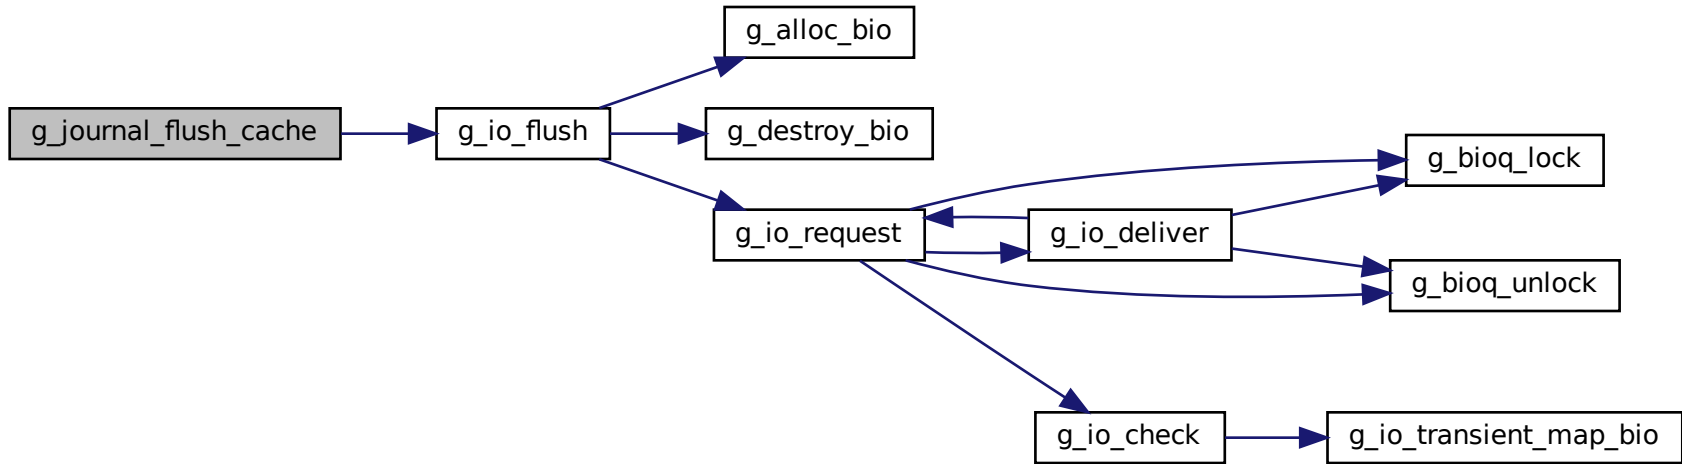 g_alloc_bio
g_journal_flush_cache
g_io_flush
g_destroy_bio
g_bioq_lock
g_io_request
g_io_deliver
g_bioq_unlock
g_io_check
g_io_transient_map_bio